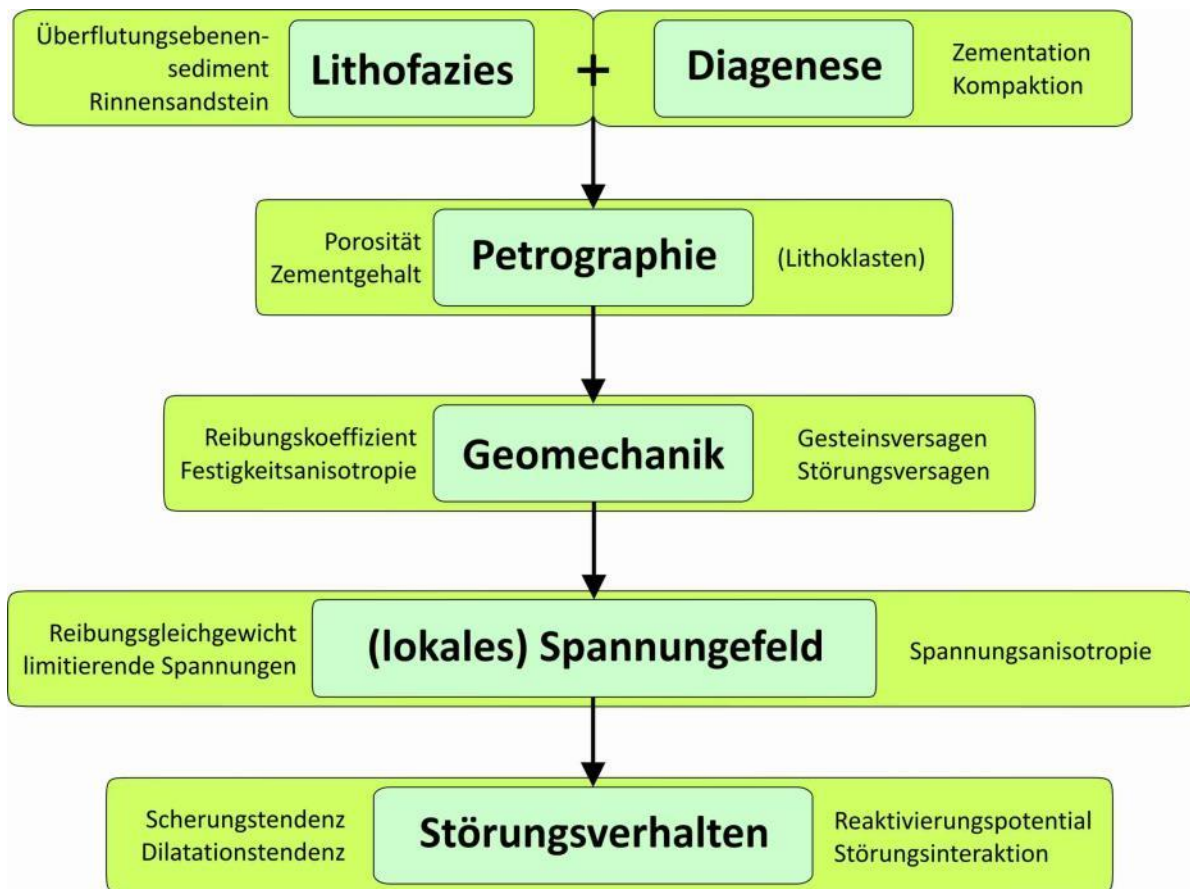 Überflutungsebenen-
sediment
Rinnensandstein
Lithofazies
+
Diagenese
Zementation
Kompaktion
Porosität
Zementgehalt
Petrographie
(Lithoklasten)
Reibungskoeffizient
Festigkeitsanisotropie
Geomechanik
Gesteinsversagen
Störungsversagen
Reibungsgleichgewicht
limitierende Spannungen
(lokales) Spannungefeld
Spannungsanisotropie
Scherungstendenz
Dilatationstendenz
Störungsverhalten
Reaktivierungspotential
Störungsinteraktion